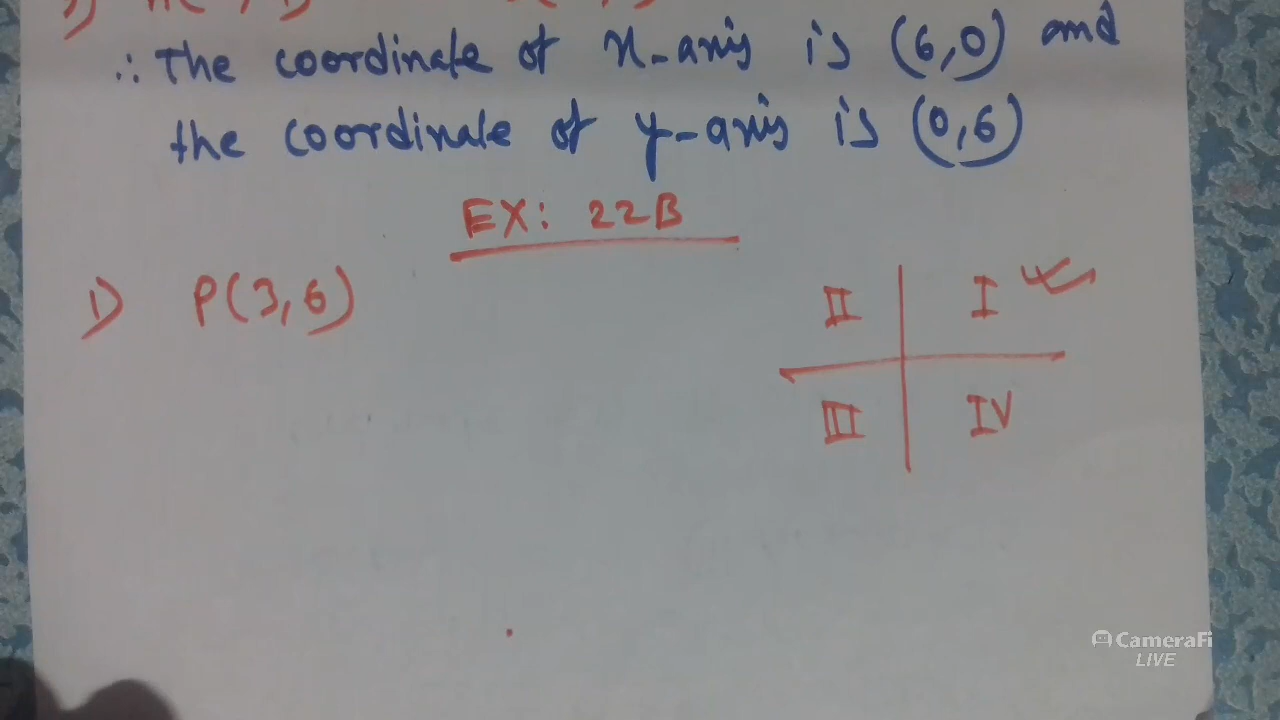 ∴ The coordinate of x-axis is (6,0) and
the coordinate of y-axis is (0,6)
EX: 22B
1) P(3,6)
II I
III IV
CameraFi
LIVE